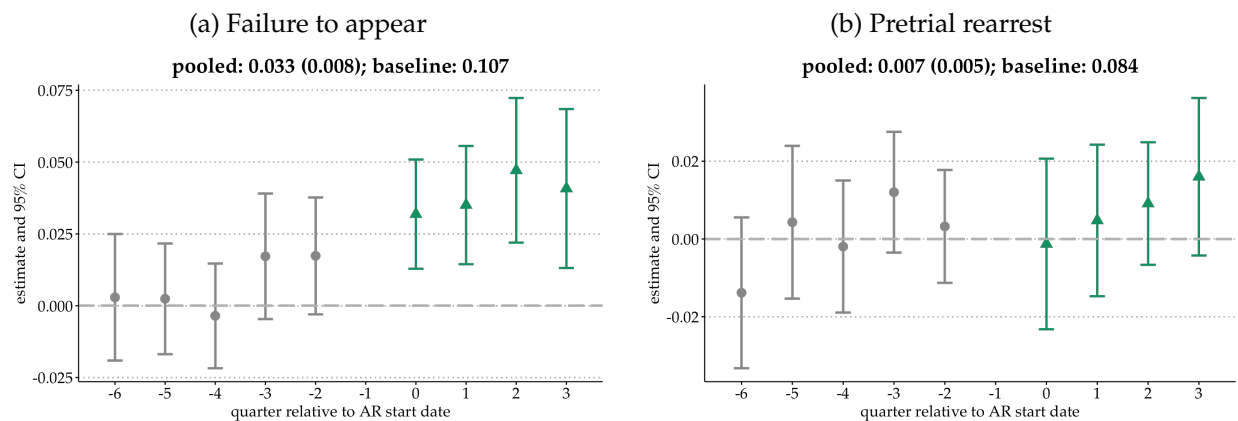 (a) Failure to appear
pooled: 0.033 (0.008); baseline: 0.107
estimate and 95% CI
0.075
0.050
0.025
0.000
-0.025
-6 -5 -4 -3 -2 -1 0 1 2 3
quarter relative to AR start date
(b) Pretrial rearrest
pooled: 0.007 (0.005); baseline: 0.084
estimate and 95% CI
0.02
0.00
-0.02
-6 -5 -4 -3 -2 -1 0 1 2 3
quarter relative to AR start date